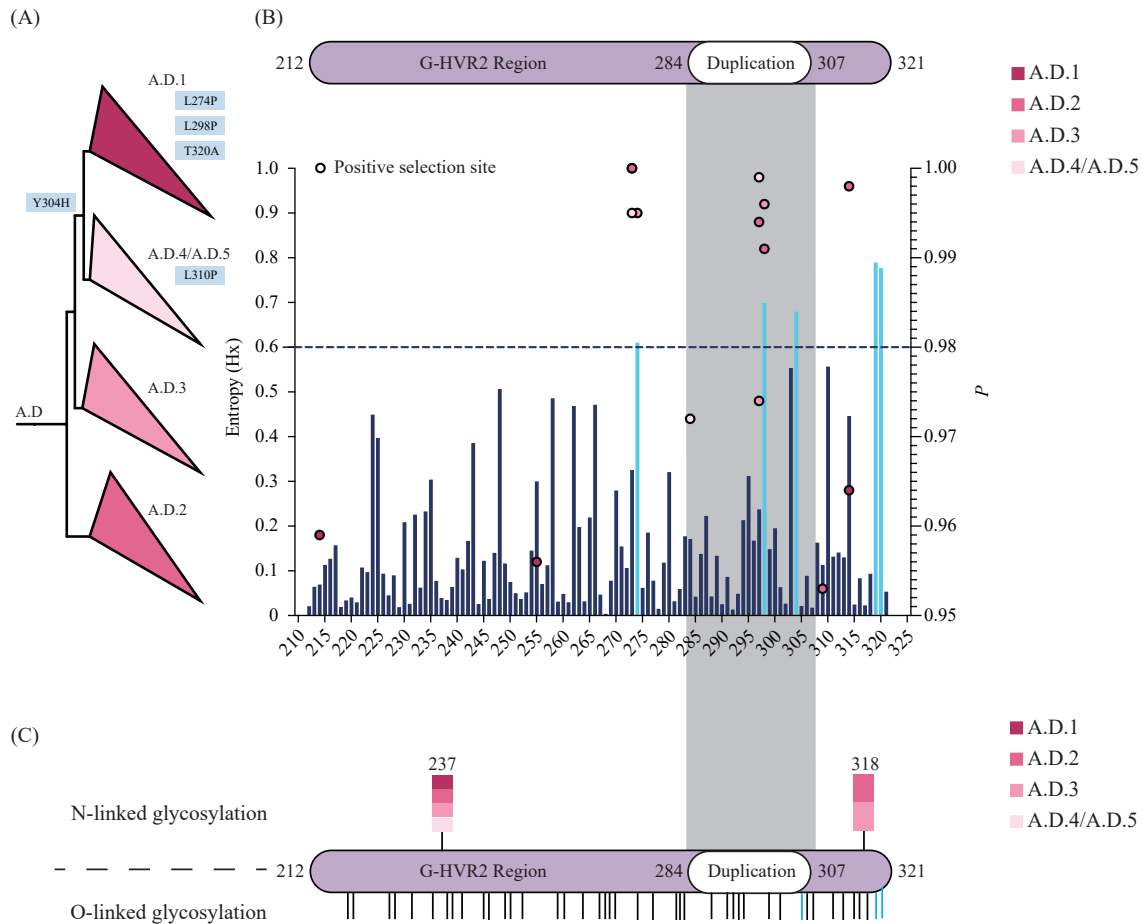 (A)
(B)
212 G-HVR2 Region 284 Duplication 307 321
A.D.1
A.D.2
A.D.3
A.D.4/A.D.5
A.D.1
L274P
L298P
T320A
Y304H
A.D.4/A.D.5
L310P
A.D.3
A.D
A.D.2
Positive selection site
1.0
0.9
0.8
0.7
0.6
0.5
0.4
0.3
0.2
0.1
0
Entropy (Hx)
1.00
0.99
0.98
0.97
0.96
0.95
P
210 215 220 225 230 235 240 245 250 255 260 265 270 275 280 285 290 295 300 305 310 315 320 325
(C)
A.D.1
A.D.2
A.D.3
A.D.4/A.D.5
237 318
N-linked glycosylation
212 G-HVR2 Region 284 Duplication 307 321
O-linked glycosylation